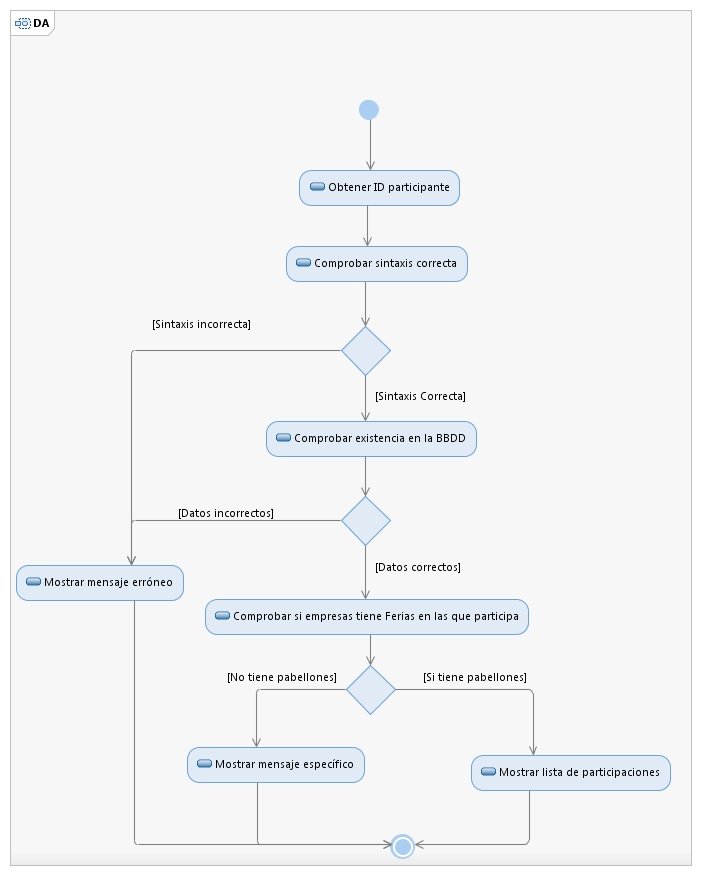 DA
Obtener ID participante
Comprobar sintaxis correcta
[Sintaxis incorrecta]
[Sintaxis Correcta]
Comprobar existencia en la BBDD
[Datos incorrectos]
[Datos correctos]
Mostrar mensaje erróneo
Comprobar si empresas tiene Ferias en las que participa
[No tiene pabellones]
[Si tiene pabellones]
Mostrar mensaje específico
Mostrar lista de participaciones